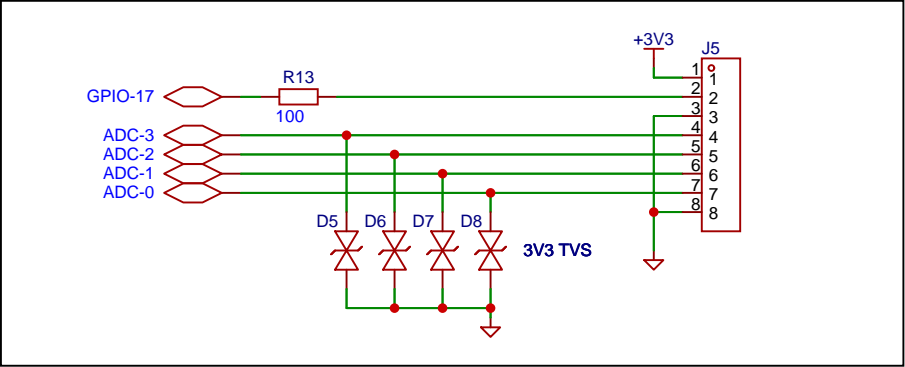 +3V3
J5
R13
GPIO-17
100
ADC-3
ADC-2
ADC-1
ADC-0
1 1
2 2
3 3
4 4
5 5
6 6
7 7
8 8
D5 D6 D7 D8
3V3 TVS